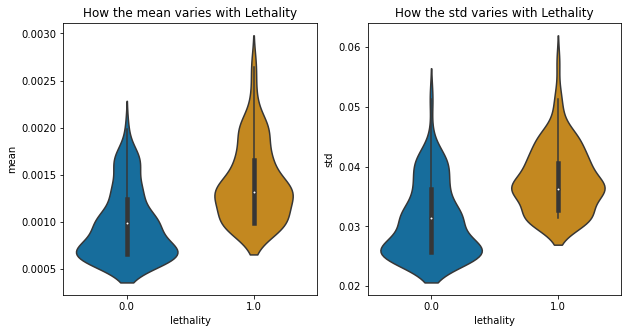 How the mean varies with Lethality
mean
0.0030
0.0025
0.0020
0.0015
0.0010
0.0005
0.0
1.0
lethality
How the std varies with Lethality
std
0.06
0.05
0.04
0.03
0.02
0.0
1.0
lethality